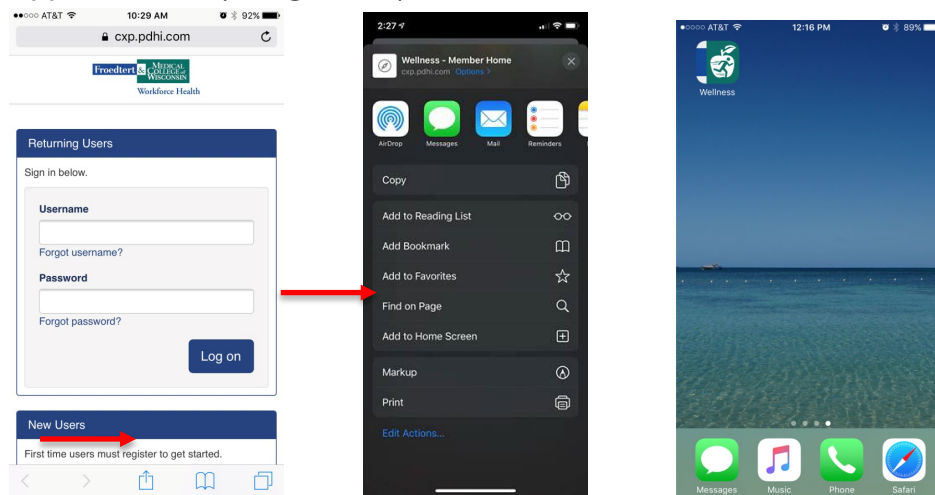 AT&T 10:29 AM 92%
cxp.pdhi.com
Froedtert & MEDICAL
COLLEGE of
WISCONSIN
Workforce Health
Returning Users
Sign in below.
Username
Forgot username?
Password
Forgot password?
Log on
New Users
First time users must register to get started.
2:27
Wellness - Member Home
cxp.pdhi.com Options >
AirDrop Messages Mail Reminders
Copy
Add to Reading List
Add Bookmark
Add to Favorites
Find on Page
Add to Home Screen
Markup
Print
Edit Actions...
AT&T 12:16 PM 89%
Wellness
Messages Music Phone Safari